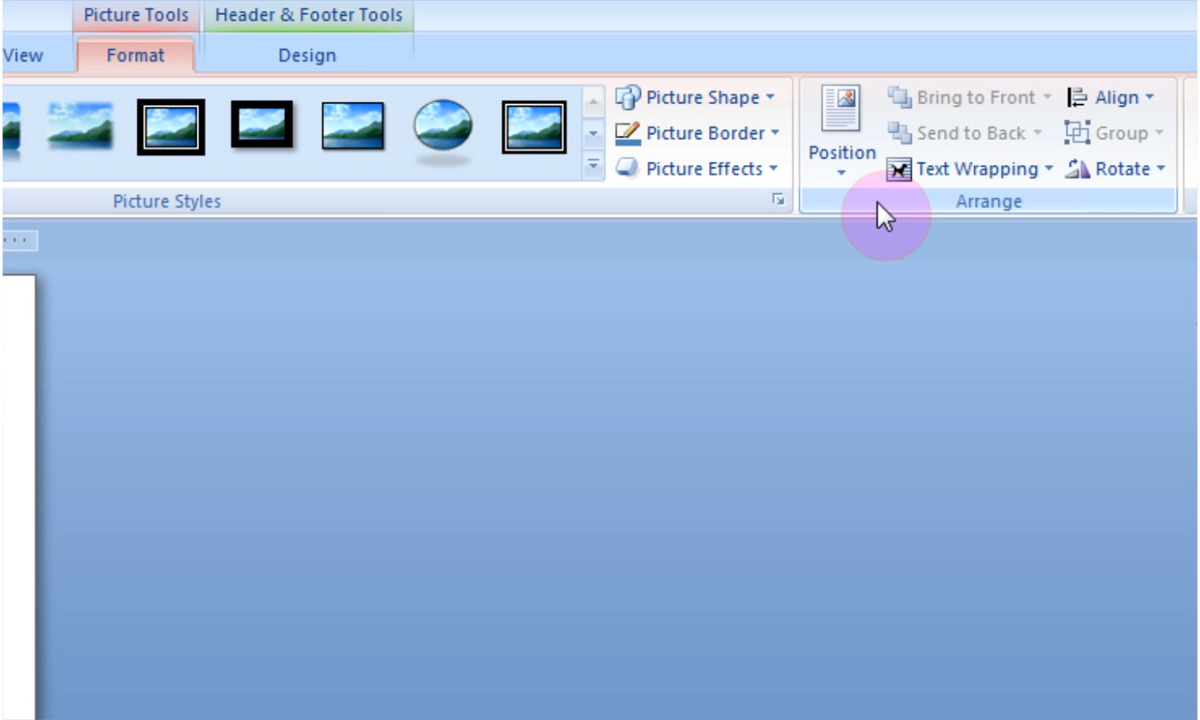 Picture Tools Header & Footer Tools
View Format Design
Picture Shape Bring to Front Align
Picture Border Send to Back Group
Position
Picture Effects Text Wrapping Rotate
Picture Styles Arrange